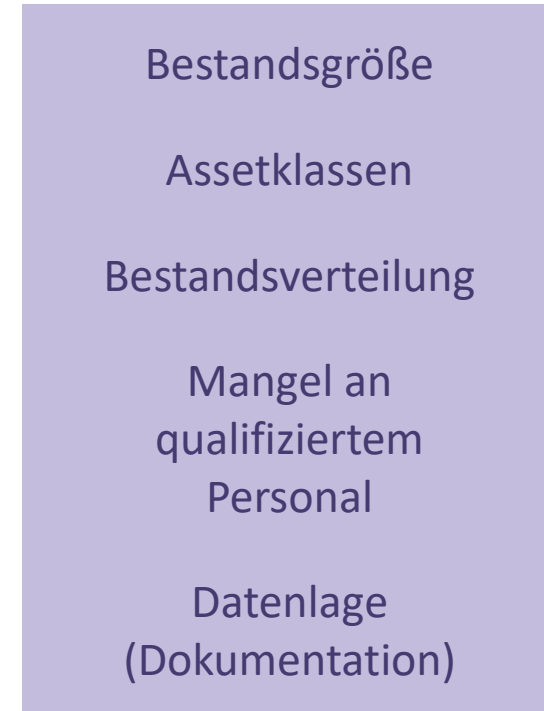 Bestandsgröße
Assetklassen
Bestandsverteilung
Mangel an
qualifiziertem
Personal
Datenlage
(Dokumentation)